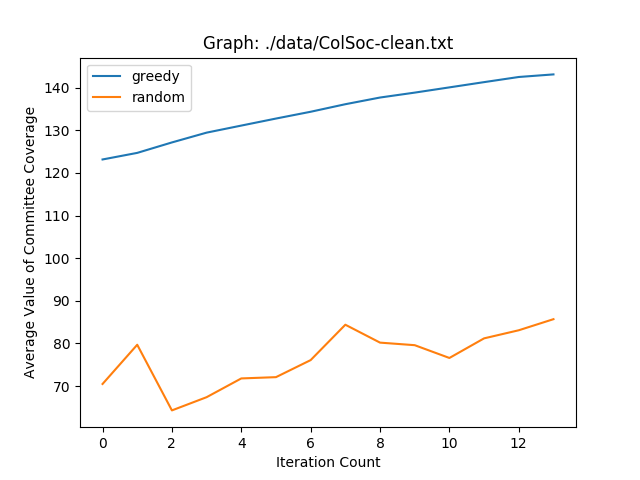 Graph: ./data/ColSoc-clean.txt
greedy
random
Average Value of Committee Coverage
140
130
120
110
100
90
80
70
0 2 4 6 8 10 12
Iteration Count